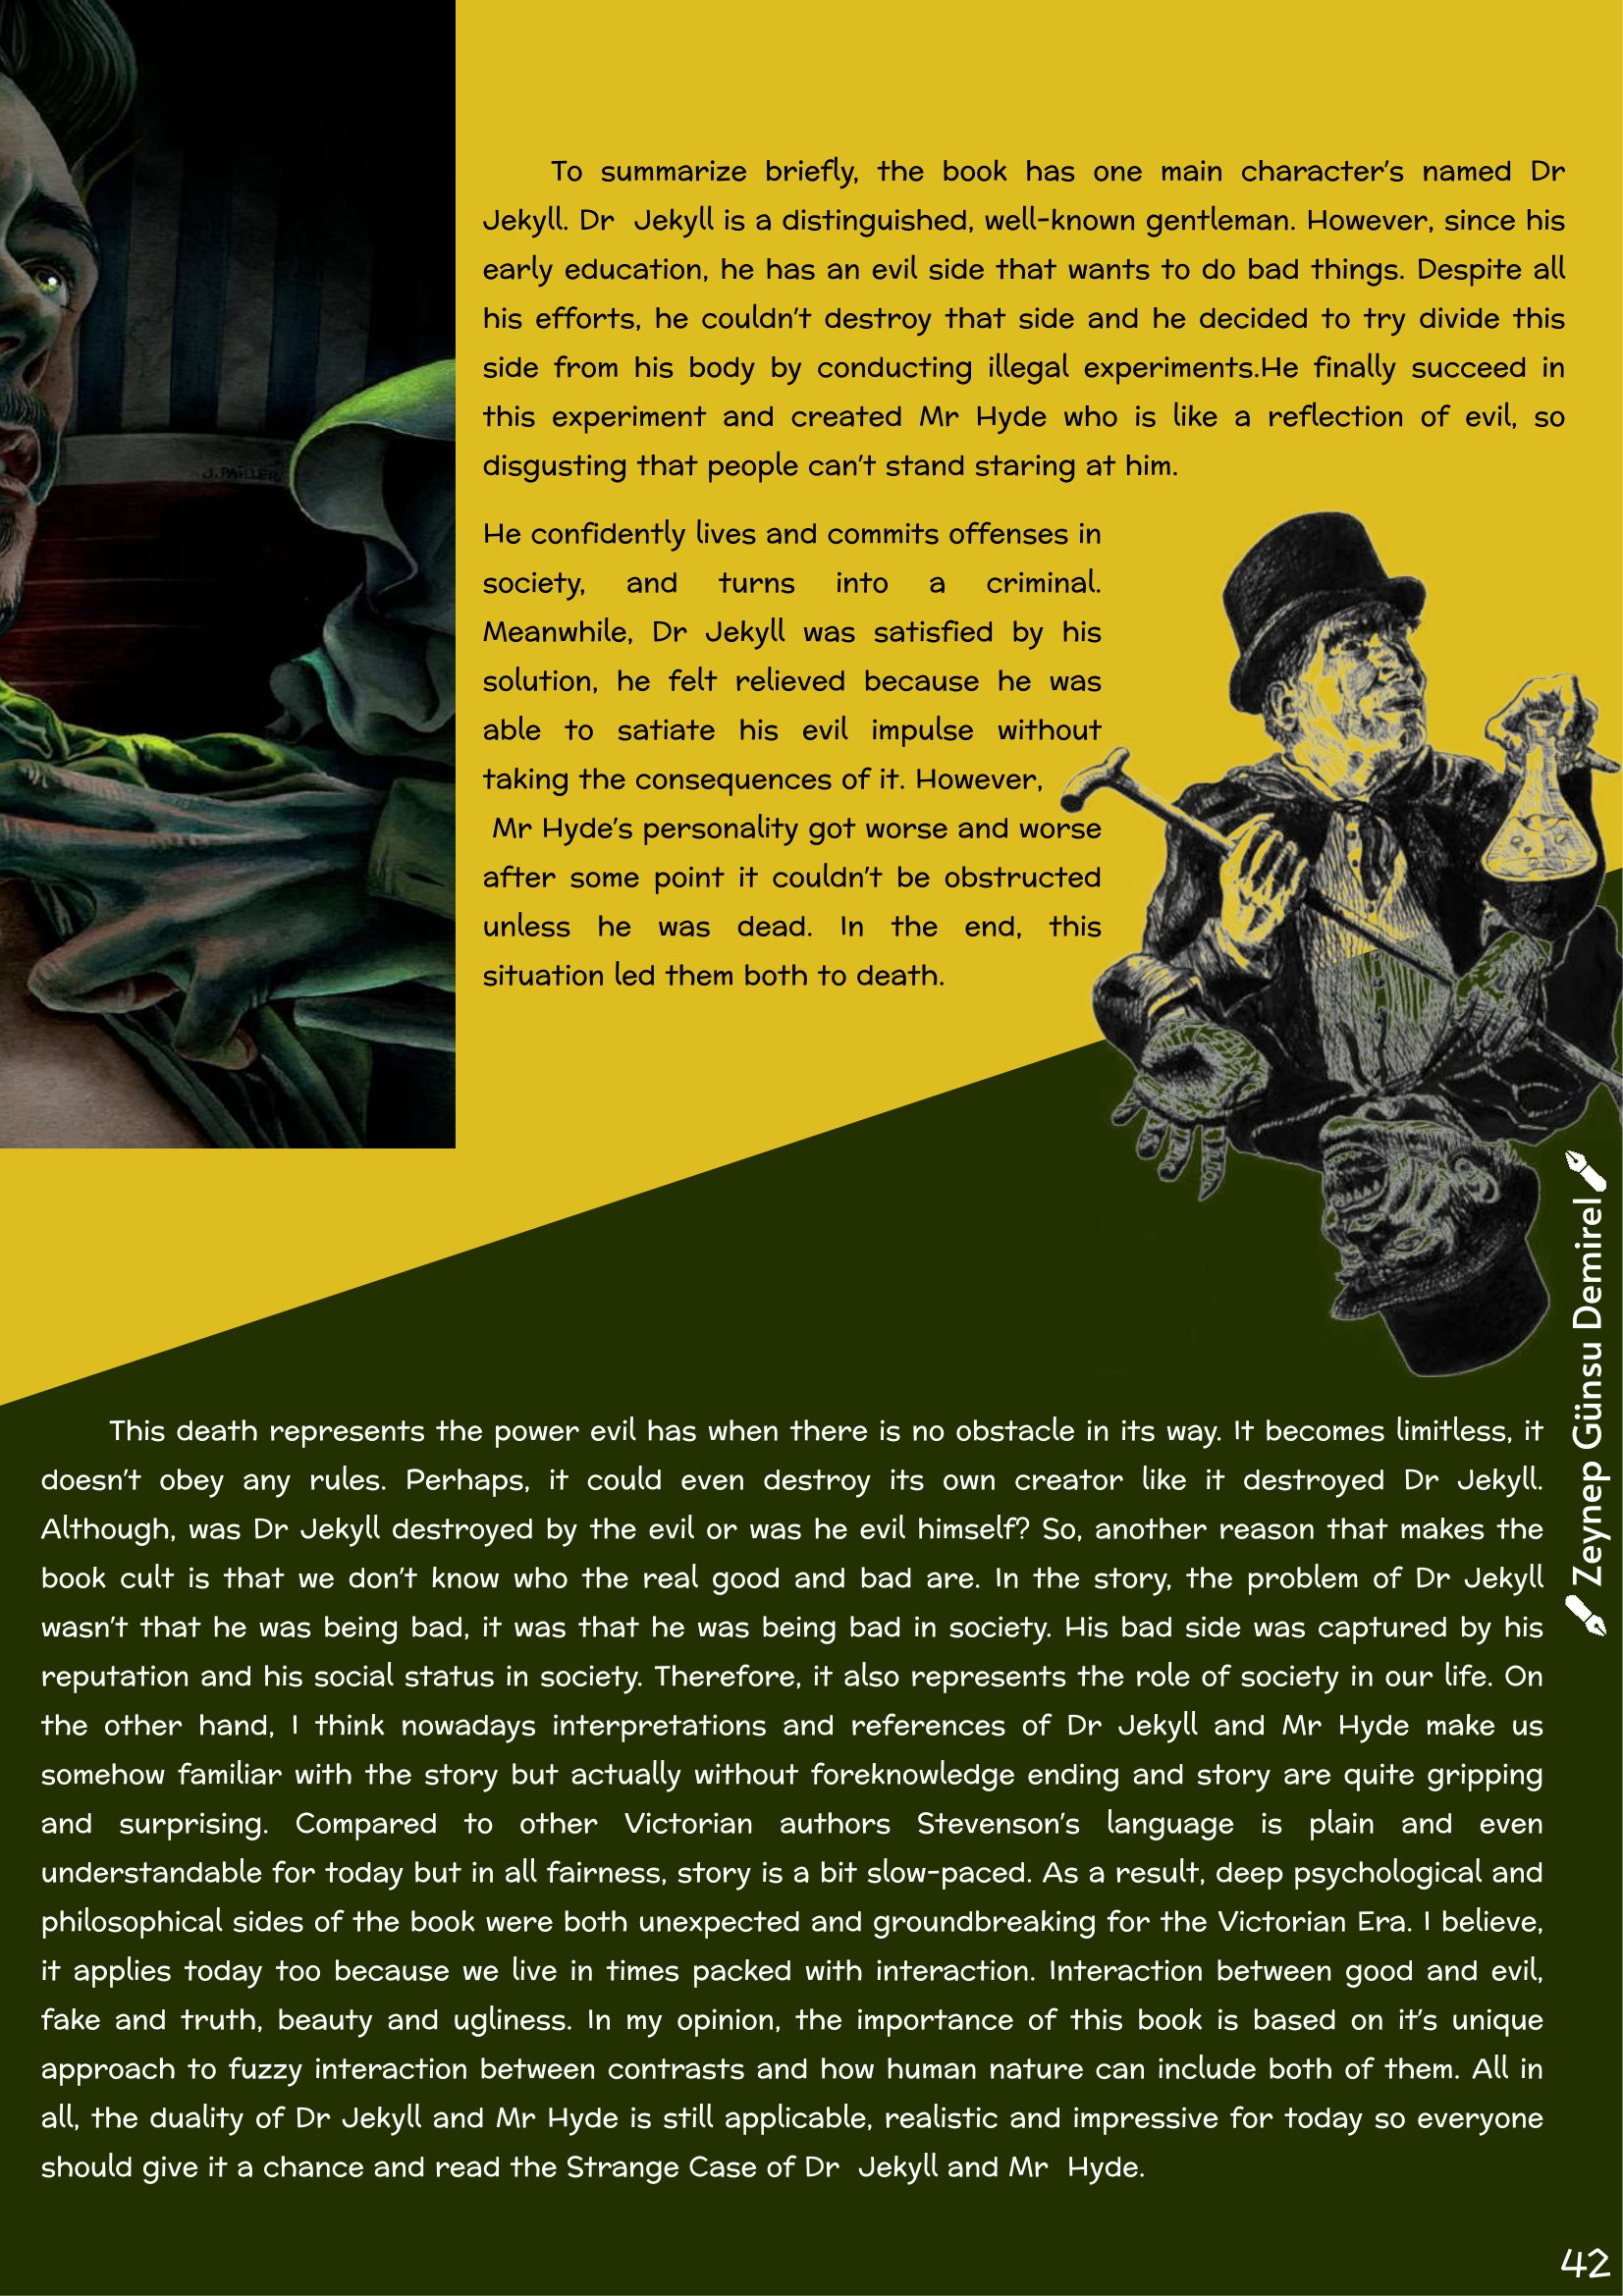 To summarize briefly, the book has one main character's named Dr
Jekyll. Dr Jekyll is a distinguished, well-known gentleman. However, since his
early education, he has an evil side that wants to do bad things. Despite all
his efforts, he couldn't destroy that side and he decided to try divide this
side from his body by conducting illegal experiments.He finally succeed in
this experiment and created Mr Hyde who is like a reflection of evil, so
disgusting that people can't stand staring at him.
He confidently lives and commits offenses in
society, and turns into a criminal.
Meanwhile, Dr Jekyll was satisfied by his
solution, he felt relieved because he was
able to satiate his evil impulse without
taking the consequences of it. However,
Mr Hyde's personality got worse and worse
after some point it couldn't be obstructed
unless he was dead. In the end, this
situation led them both to death.
J.PAILLER
Zeynep Günsu Demirel
This death represents the power evil has when there is no obstacle in its way. It becomes limitless, it
doesn't obey any rules. Perhaps, it could even destroy its own creator like it destroyed Dr Jekyll.
Although, was Dr Jekyll destroyed by the evil or was he evil himself? So, another reason that makes the
book cult is that we don't know who the real good and bad are. In the story, the problem of Dr Jekyll
wasn't that he was being bad, it was that he was being bad in society. His bad side was captured by his
reputation and his social status in society. Therefore, it also represents the role of society in our life. On
the other hand, I think nowadays interpretations and references of Dr Jekyll and Mr Hyde make us
somehow familiar with the story but actually without foreknowledge ending and story are quite gripping
and surprising. Compared to other Victorian authors Stevenson's language is plain and even
understandable for today but in all fairness, story is a bit slow-paced. As a result, deep psychological and
philosophical sides of the book were both unexpected and groundbreaking for the Victorian Era. I believe,
it applies today too because we live in times packed with interaction. Interaction between good and evil,
fake and truth, beauty and ugliness. In my opinion, the importance of this book is based on it's unique
approach to fuzzy interaction between contrasts and how human nature can include both of them. All in
all, the duality of Dr Jekyll and Mr Hyde is still applicable, realistic and impressive for today so everyone
should give it a chance and read the Strange Case of Dr Jekyll and Mr Hyde.
42